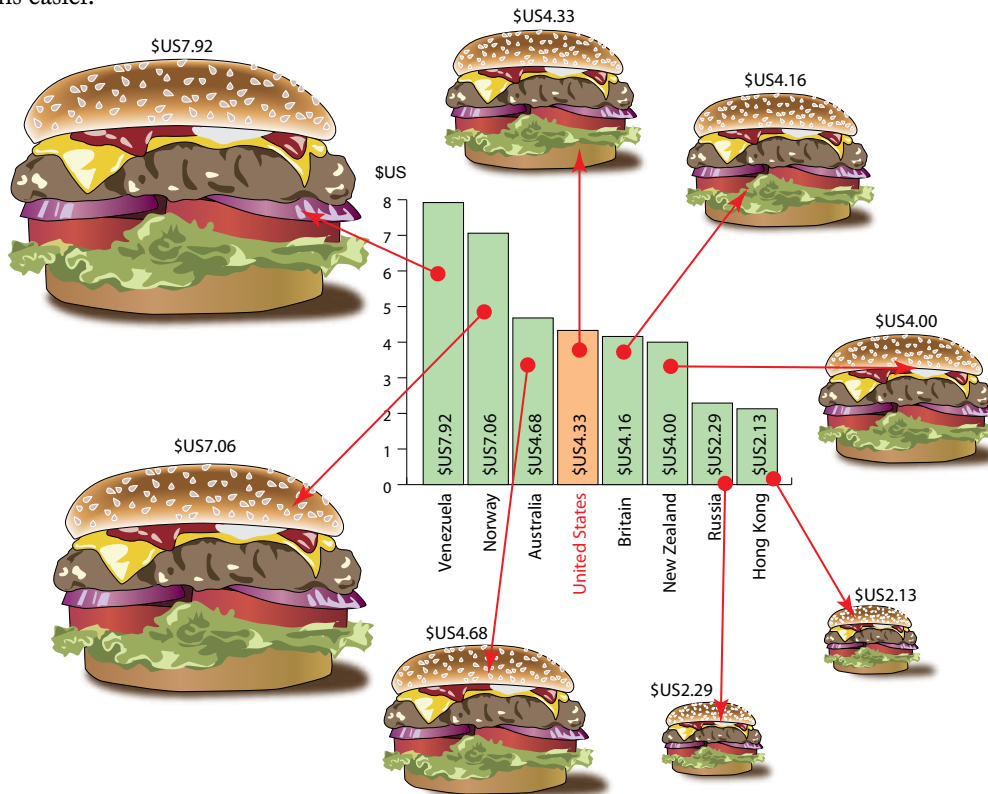 $US4.33
$US7.92
$US4.16
$US
8
7
6
5
4
3
2
1
0
$US7.92
$US7.06
$US4.68
$US4.33
$US4.16
$US4.00
$US2.29
$US2.13
Venezuela
Norway
Australia
United States
Britain
New Zealand
Russia
Hong Kong
$US4.00
$US7.06
$US2.13
$US4.68
$US2.29